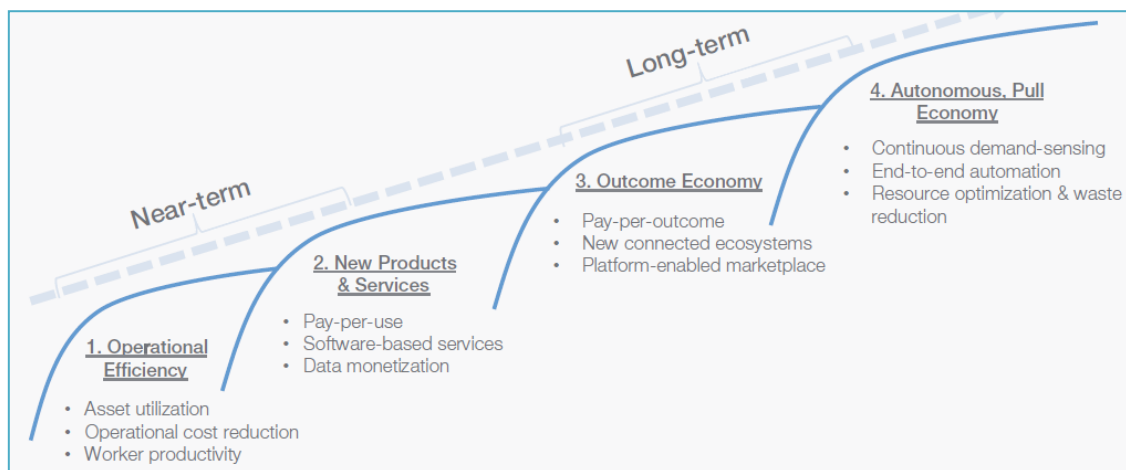 Near-term
Long-term
1. Operational
Efficiency
• Asset utilization
• Operational cost reduction
• Worker productivity
2. New Products
& Services
• Pay-per-use
• Software-based services
• Data monetization
3. Outcome Economy
• Pay-per-outcome
• New connected ecosystems
• Platform-enabled marketplace
4. Autonomous, Pull
Economy
• Continuous demand-sensing
• End-to-end automation
• Resource optimization & waste
reduction